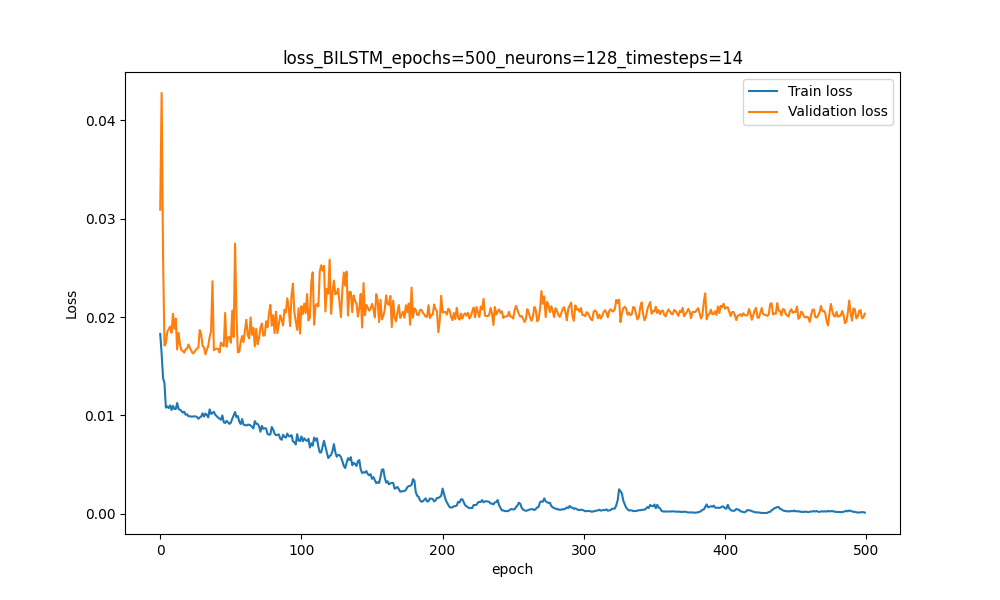 loss_BILSTM_epochs=500_neurons=128_timesteps=14
Train loss
Validation loss
0.04
0.03
0.02
0.01
0.00
Loss
0
100
200
300
400
500
epoch